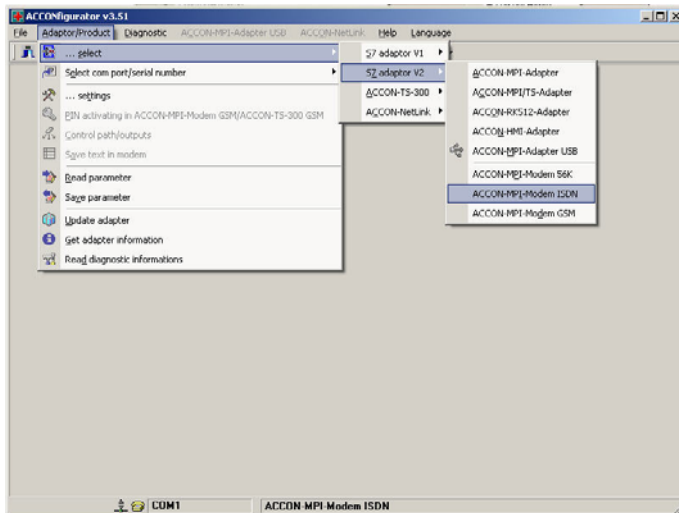 ACCONfigurator v3.51
File Adaptor/Product Diagnostic ACCON-MPI-Adapter USB ACCON-NetLink Help Language
... select
Select com port/serial number
... settings
PIN activating in ACCON-MPI-Modem GSM/ACCON-TS-300 GSM
Control path/outputs
Save text in modem
Read parameter
Save parameter
Update adapter
Get adapter information
Read diagnostic informations
S7 adaptor V1
S7 adaptor V2
ACCON-TS-300
ACCON-NetLink
ACCON-MPI-Adapter
ACCON-MPI/TS-Adapter
ACCON-RK512-Adapter
ACCON-HMI-Adapter
ACCON-MPI-Adapter USB
ACCON-MPI-Modem 56K
ACCON-MPI-Modem ISDN
ACCON-MPI-Modem GSM
COM1 ACCON-MPI-Modem ISDN